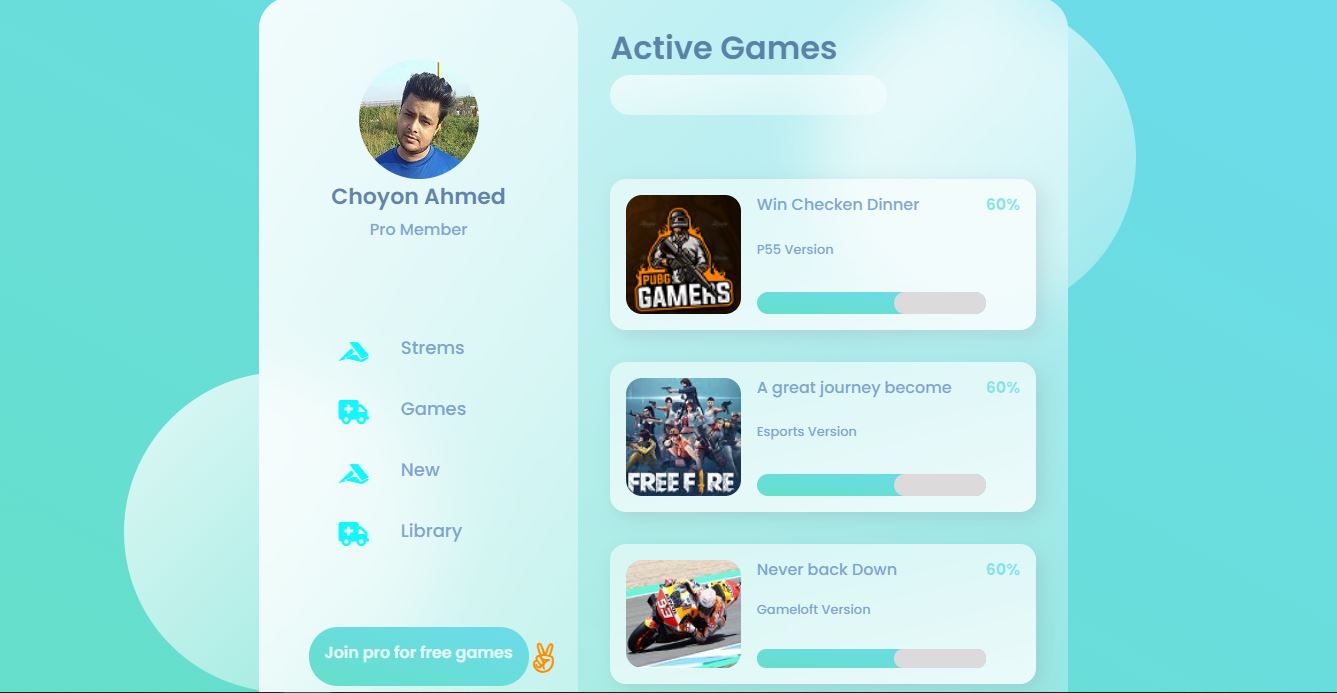 Choyon Ahmed
Pro Member
Strems
Games
New
Library
Join pro for free games
Active Games
PUBG
GAMERS
Win Checken Dinner
60%
P55 Version
FREE FIRE
A great journey become
60%
Esports Version
Never back Down
60%
Gameloft Version